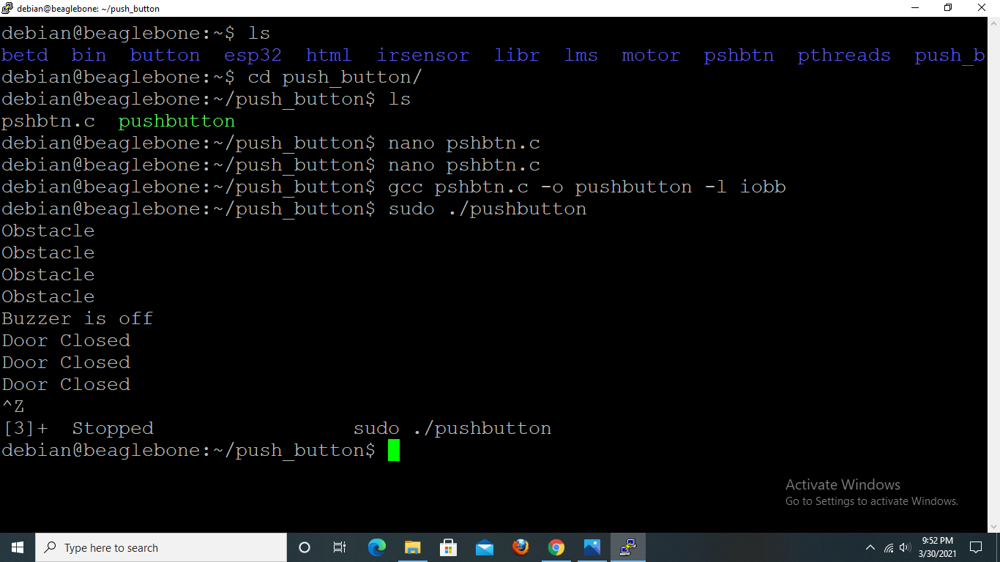 debian@beaglebone: ~/push_button
debian@beaglebone:~$ ls
betd  bin  button  esp32  html  irsensor  libr  lms  motor  pshbtn  pthreads  push_b
debian@beaglebone:~$ cd push_button/
debian@beaglebone:~/push_button$ ls
pshbtn.c  pushbutton
debian@beaglebone:~/push_button$ nano pshbtn.c
debian@beaglebone:~/push_button$ nano pshbtn.c
debian@beaglebone:~/push_button$ gcc pshbtn.c -o pushbutton -l iobb
debian@beaglebone:~/push_button$ sudo ./pushbutton
Obstacle
Obstacle
Obstacle
Obstacle
Buzzer is off
Door Closed
Door Closed
Door Closed
^Z
[3]+  Stopped                 sudo ./pushbutton
debian@beaglebone:~/push_button$
Activate Windows
Go to Settings to activate Windows.
Type here to search
9:52 PM
3/30/2021